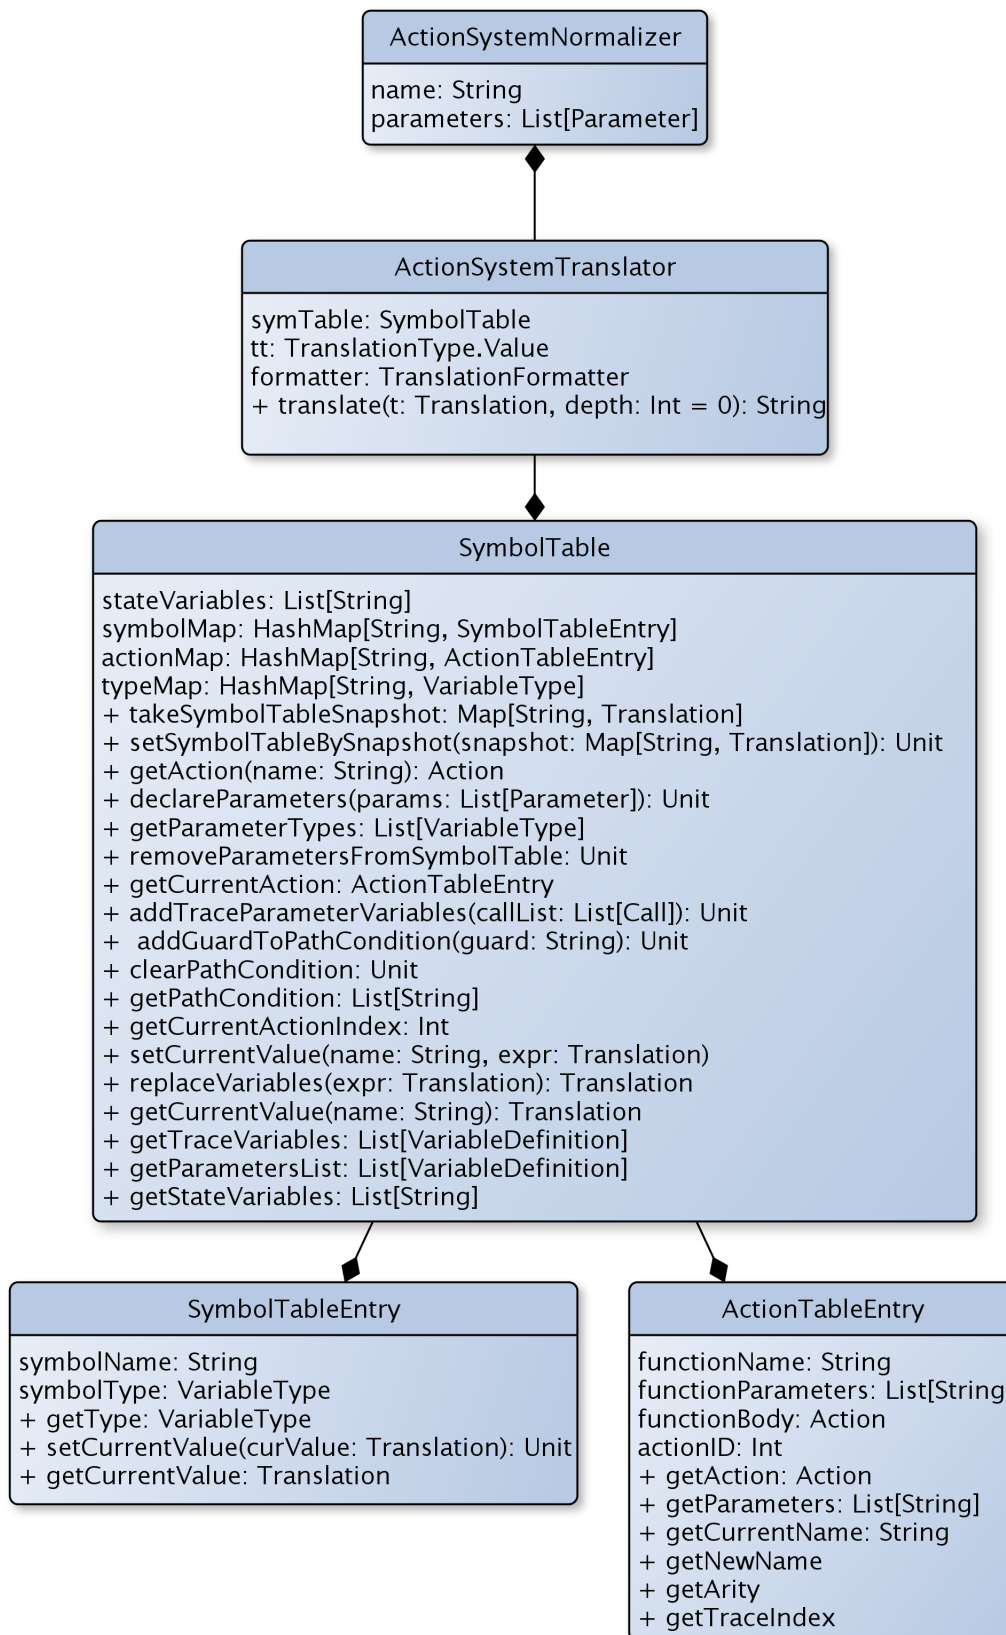 ActionSystemNormalizer
name: String
parameters: List[Parameter]
ActionSystemTranslator
symTable: SymbolTable
tt: TranslationType.Value
formatter: TranslationFormatter
+ translate(t: Translation, depth: Int = 0): String
SymbolTable
stateVariables: List[String]
symbolMap: HashMap[String, SymbolTableEntry]
actionMap: HashMap[String, ActionTableEntry]
typeMap: HashMap[String, VariableType]
+ takeSymbolTableSnapshot: Map[String, Translation]
+ setSymbolTableBySnapshot(snapshot: Map[String, Translation]): Unit
+ getAction(name: String): Action
+ declareParameters(params: List[Parameter]): Unit
+ getParameterTypes: List[VariableType]
+ removeParametersFromSymbolTable: Unit
+ getCurrentAction: ActionTableEntry
+ addTraceParameterVariables(callList: List[Call]): Unit
+  addGuardToPathCondition(guard: String): Unit
+ clearPathCondition: Unit
+ getPathCondition: List[String]
+ getCurrentActionIndex: Int
+ setCurrentValue(name: String, expr: Translation)
+ replaceVariables(expr: Translation): Translation
+ getCurrentValue(name: String): Translation
+ getTraceVariables: List[VariableDefinition]
+ getParametersList: List[VariableDefinition]
+ getStateVariables: List[String]
SymbolTableEntry
symbolName: String
symbolType: VariableType
+ getType: VariableType
+ setCurrentValue(curValue: Translation): Unit
+ getCurrentValue: Translation
ActionTableEntry
functionName: String
functionParameters: List[String
functionBody: Action
actionID: Int
+ getAction: Action
+ getParameters: List[String]
+ getCurrentName: String
+ getNewName
+ getArity
+ getTraceIndex